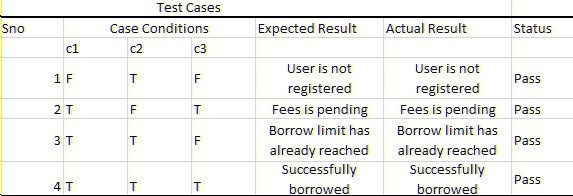 Test Cases
Sno Case Conditions Expected Result Actual Result Status
c1 c2 c3
1 F T F User is not registered User is not registered Pass
2 T F T Fees is pending Fees is pending Pass
3 T T F Borrow limit has already reached Borrow limit has already reached Pass
4 T T T Successfully borrowed Successfully borrowed Pass